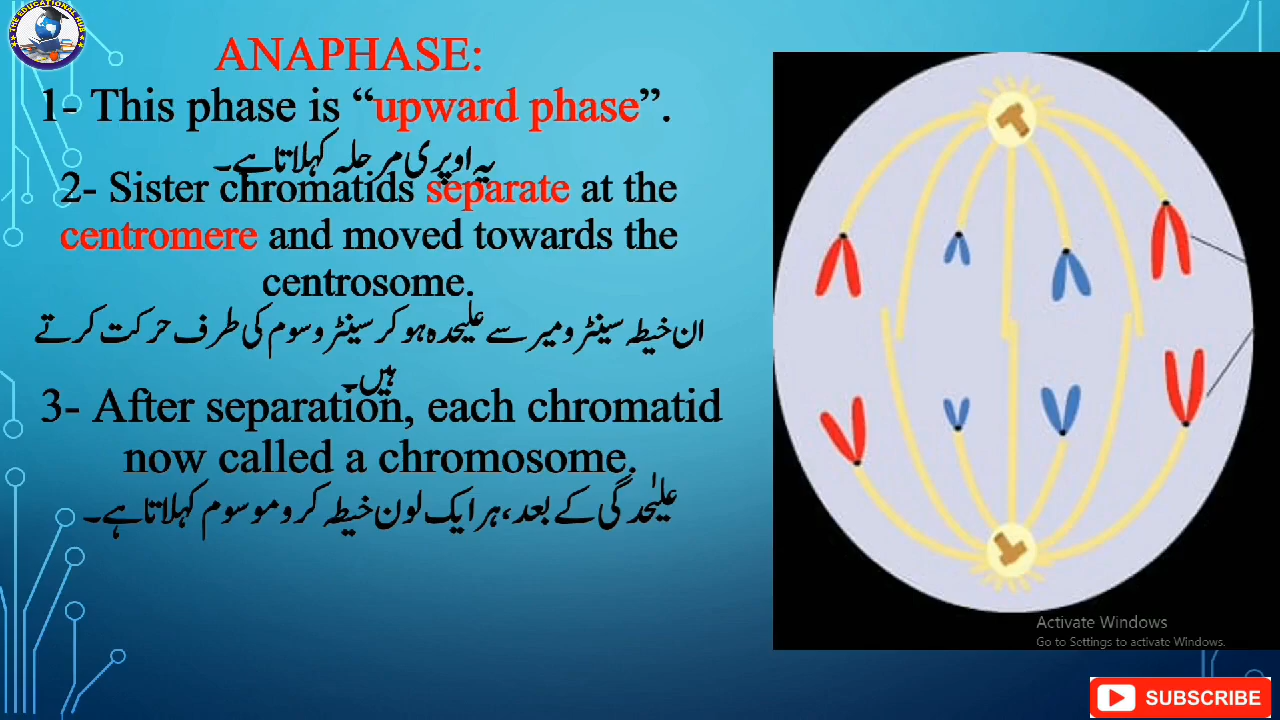 THE EDUCATIONAL HUB
ANAPHASE:
1- This phase is “upward phase”.
یہ اوپری مرحلہ کہلاتا ہے۔
2- Sister chromatids separate at the
centromere and moved towards the
centrosome.
ان خیطہ سینٹرومیر سے علیحدہ ہو کر سینٹروسوم کی طرف حرکت کرتے
ہیں۔
3- After separation, each chromatid
now called a chromosome.
علیٰحدگی کے بعد، ہر ایک لون خیطہ کروموسوم کہلاتا ہے۔
Activate Windows
Go to Settings to activate Windows.
SUBSCRIBE